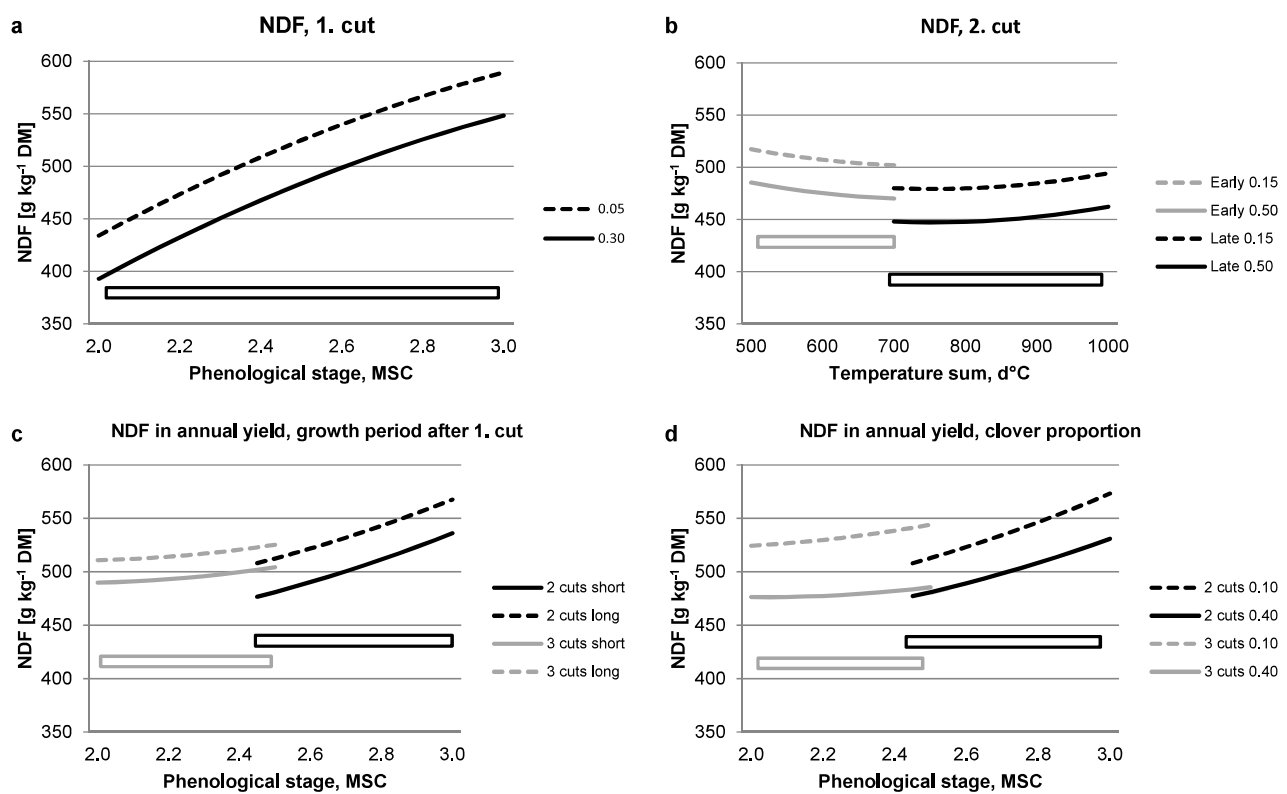 a
NDF, 1. cut
NDF [g kg⁻¹ DM]
600
550
500
450
400
350
2.0 2.2 2.4 2.6 2.8 3.0
Phenological stage, MSC
0.05
0.30
b
NDF, 2. cut
NDF [g kg⁻¹ DM]
600
550
500
450
400
350
500 600 700 800 900 1000
Temperature sum, d°C
Early 0.15
Early 0.50
Late 0.15
Late 0.50
c
NDF in annual yield, growth period after 1. cut
NDF [g kg⁻¹ DM]
600
550
500
450
400
350
2.0 2.2 2.4 2.6 2.8 3.0
Phenological stage, MSC
2 cuts short
2 cuts long
3 cuts short
3 cuts long
d
NDF in annual yield, clover proportion
NDF [g kg⁻¹ DM]
600
550
500
450
400
350
2.0 2.2 2.4 2.6 2.8 3.0
Phenological stage, MSC
2 cuts 0.10
2 cuts 0.40
3 cuts 0.10
3 cuts 0.40